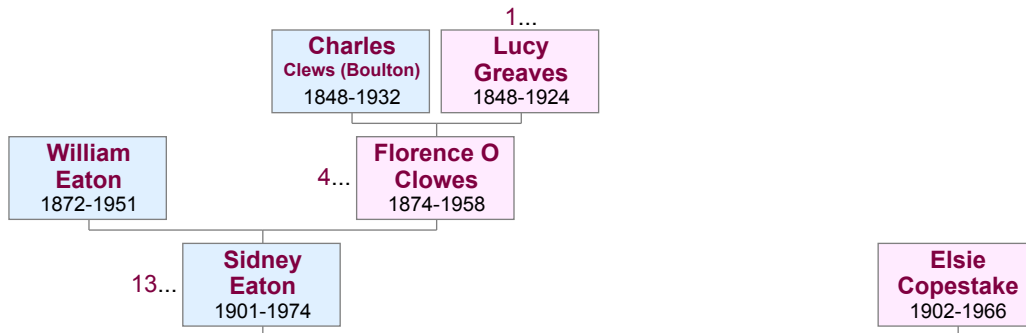 1...
Charles
Clews (Boulton)
1848-1932
Lucy
Greaves
1848-1924
William
Eaton
1872-1951
4...
Florence O
Clowes
1874-1958
13...
Sidney
Eaton
1901-1974
Elsie
Copestake
1902-1966